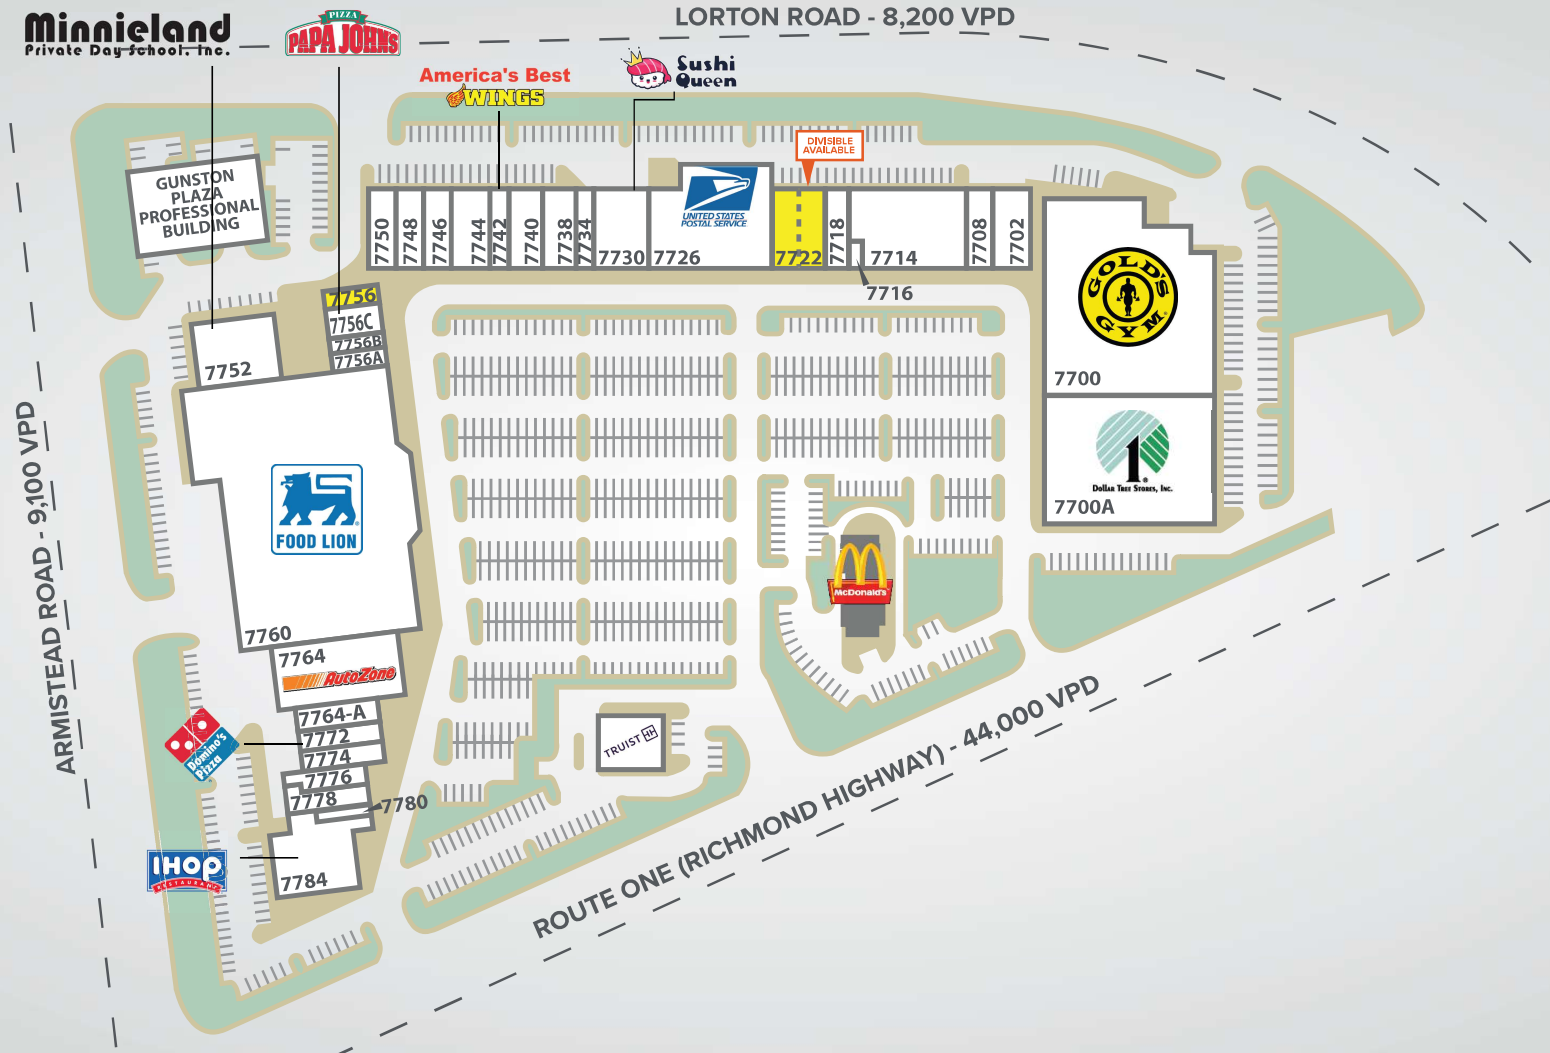 Minnieland
Private Day School, Inc.
PIZZA
PAPA JOHNS
LORTON ROAD - 8,200 VPD
America's Best
WINGS
Sushi
Queen
DIVISIBLE
AVAILABLE
GUNSTON
PLAZA
PROFESSIONAL
BUILDING
UNITED STATES
POSTAL SERVICE
7750
7748
7746
7744
7742
7740
7738
7734
7730
7726
7722
7718
7716
7714
7708
7702
GOLD'S
GYM
7700
DOLLAR TREE STORES, INC.
7700A
7756
7756C
7756B
7756A
7752
FOOD LION
7760
7764
AutoZone
7764-A
7772
7774
7776
7778
7780
7784
Domino's
Pizza
IHOP
RESTAURANT
McDonald's
TRUIST
ARMISTEAD ROAD - 9,100 VPD
ROUTE ONE (RICHMOND HIGHWAY) - 44,000 VPD